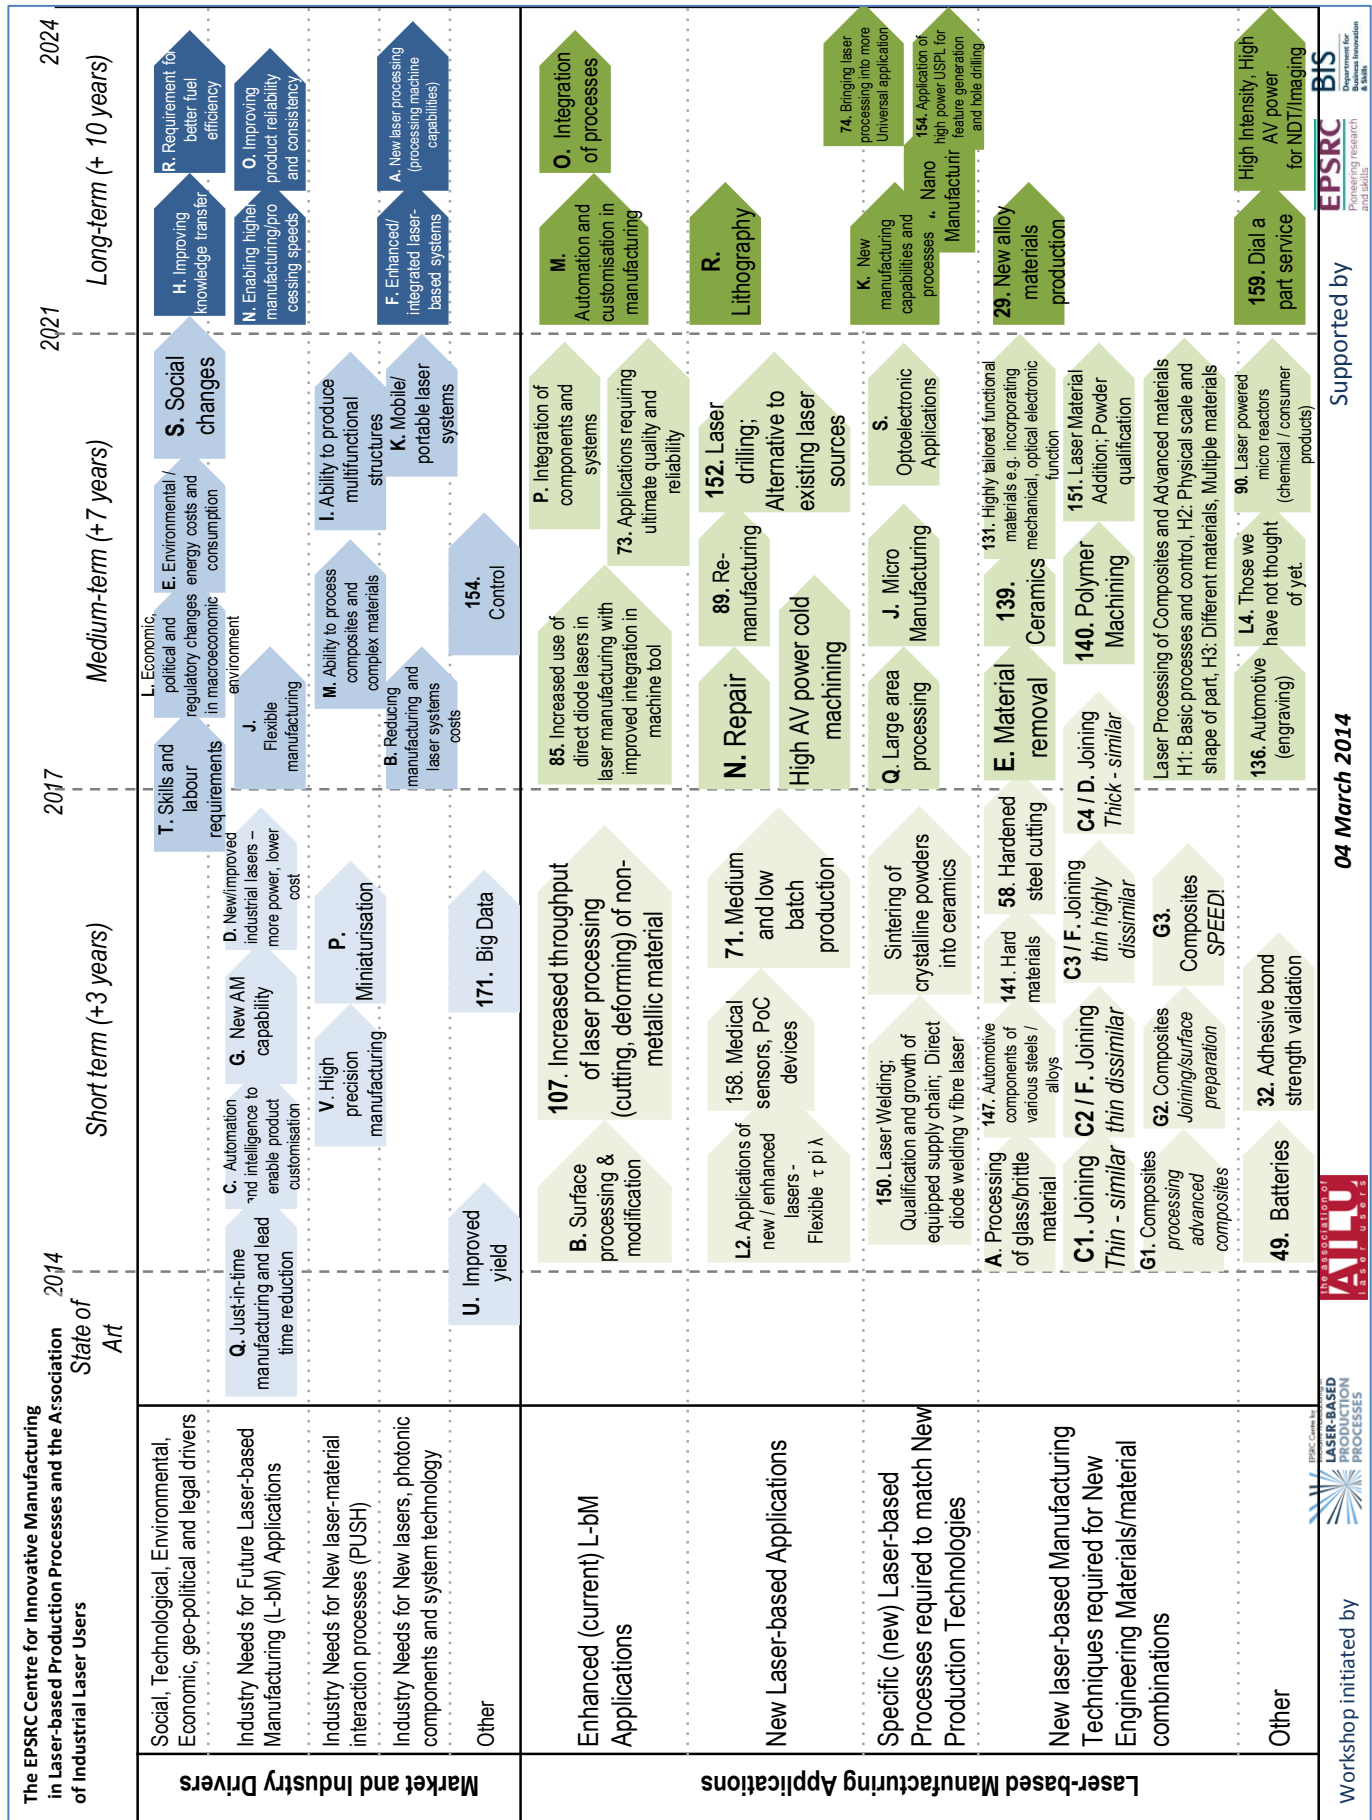 The EPSRC Centre for Innovative Manufacturing
in Laser-based Production Processes and the Association
of Industrial Laser Users
State of
Art
2014
Short term (+3 years)
2017
Medium-term (+7 years)
2021
Long-term (+ 10 years)
2024
Market and Industry Drivers
Social, Technological, Environmental,
Economic, geo-political and legal drivers
T. Skills and
labour
requirements
L. Economic,
political and
regulatory changes
in macroeconomic
environment
E. Environmental /
energy costs and
consumption
S. Social
changes
H. Improving
knowledge transfer
R. Requirement for
better fuel
efficiency
Industry Needs for Future Laser-based
Manufacturing (L-bM) Applications
Q. Just-in-time
manufacturing and lead
time reduction
C. Automation
and intelligence to
enable product
customisation
G. New AM
capability
D. New/improved
industrial lasers –
more power, lower
cost
J.
Flexible
manufacturing
N. Enabling higher
manufacturing/pro
cessing speeds
O. Improving
product reliability
and consistency
Industry Needs for New laser-material
interaction processes (PUSH)
V. High
precision
manufacturing
P.
Miniaturisation
M. Ability to process
composites and
complex materials
I. Ability to produce
multifunctional
structures
Industry Needs for New lasers, photonic
components and system technology
B. Reducing
manufacturing and
laser systems
costs
K. Mobile/
portable laser
systems
F. Enhanced/
integrated laser-
based systems
A. New laser processing
(processing machine
capabilities)
Other
U. Improved
yield
171. Big Data
154.
Control
Laser-based Manufacturing Applications
Enhanced (current) L-bM
Applications
B. Surface
processing &
modification
107. Increased throughput
of laser processing
(cutting, deforming) of non-
metallic material
85. Increased use of
direct diode lasers in
laser manufacturing with
improved integration in
machine tool
P. Integration of
components and
systems
73. Applications requiring
ultimate quality and
reliability
M.
Automation and
customisation in
manufacturing
O. Integration
of processes
New Laser-based Applications
L2. Applications of
new / enhanced
lasers -
Flexible τ pi λ
158. Medical
sensors, PoC
devices
71. Medium
and low
batch
production
N. Repair
89. Re-
manufacturing
High AV power cold
machining
152. Laser
drilling;
Alternative to
existing laser
sources
R.
Lithography
Specific (new) Laser-based
Processes required to match New
Production Technologies
150. Laser Welding;
Qualification and growth of
equipped supply chain; Direct
diode welding v fibre laser
Sintering of
crystalline powders
into ceramics
Q. Large area
processing
J. Micro
Manufacturing
S.
Optoelectronic
Applications
K. New
manufacturing
capabilities and
processes
Nano
Manufacturir
74. Bringing laser
processing into more
Universal application
154. Application of
high power USPL for
feature generation
and hole drilling
New laser-based Manufacturing
Techniques required for New
Engineering Materials/material
combinations
A. Processing
of glass/brittle
material
147. Automotive
components of
various steels /
alloys
141. Hard
materials
58. Hardened
steel cutting
E. Material
removal
139.
Ceramics
131. Highly tailored functional
materials e.g. incorporating
mechanical, optical electronic
function
29. New alloy
materials
production
C1. Joining
Thin - similar
C2 / F. Joining
thin dissimilar
C3 / F. Joining
thin highly
dissimilar
C4 / D. Joining
Thick - similar
140. Polymer
Machining
151. Laser Material
Addition; Powder
qualification
G1. Composites
processing
advanced
composites
G2. Composites
Joining/surface
preparation
G3.
Composites
SPEED!
Laser Processing of Composites and Advanced materials
H1: Basic processes and control, H2: Physical scale and
shape of part, H3: Different materials, Multiple materials
Other
49. Batteries
32. Adhesive bond
strength validation
136. Automotive
(engraving)
L4. Those we
have not thought
of yet.
90. Laser powered
micro reactors
(chemical / consumer
products)
159. Dial a
part service
High Intensity, High
AV power
for NDT/Imaging
Workshop initiated by
EPSRC Centre for
LASER-BASED
PRODUCTION
PROCESSES
the association of
AILU
laser users
04 March 2014
Supported by
EPSRC
Pioneering research
and skills
BIS
Department for
Business Innovation
& Skills